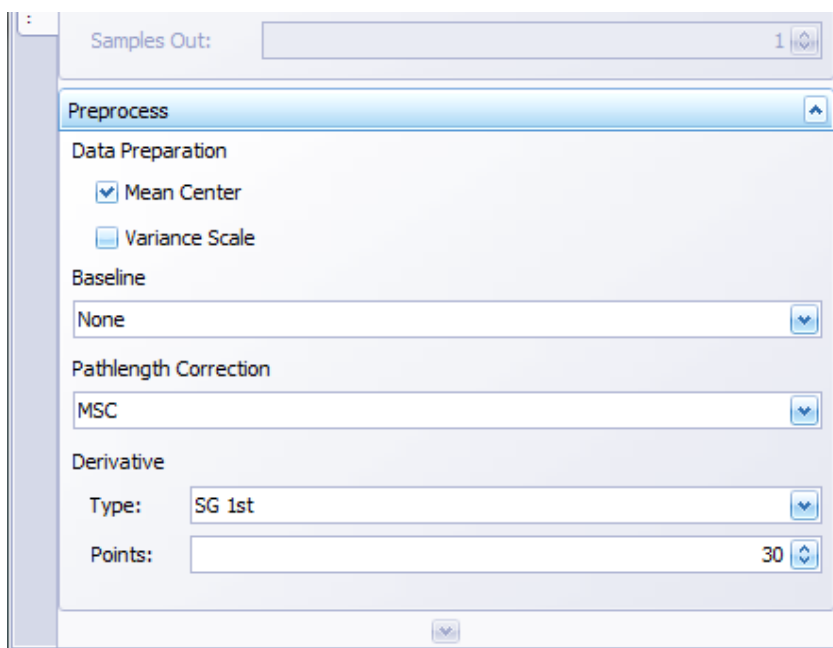 :
Samples Out: 1
Preprocess
Data Preparation
Mean Center
Variance Scale
Baseline
None
Pathlength Correction
MSC
Derivative
Type: SG 1st
Points: 30